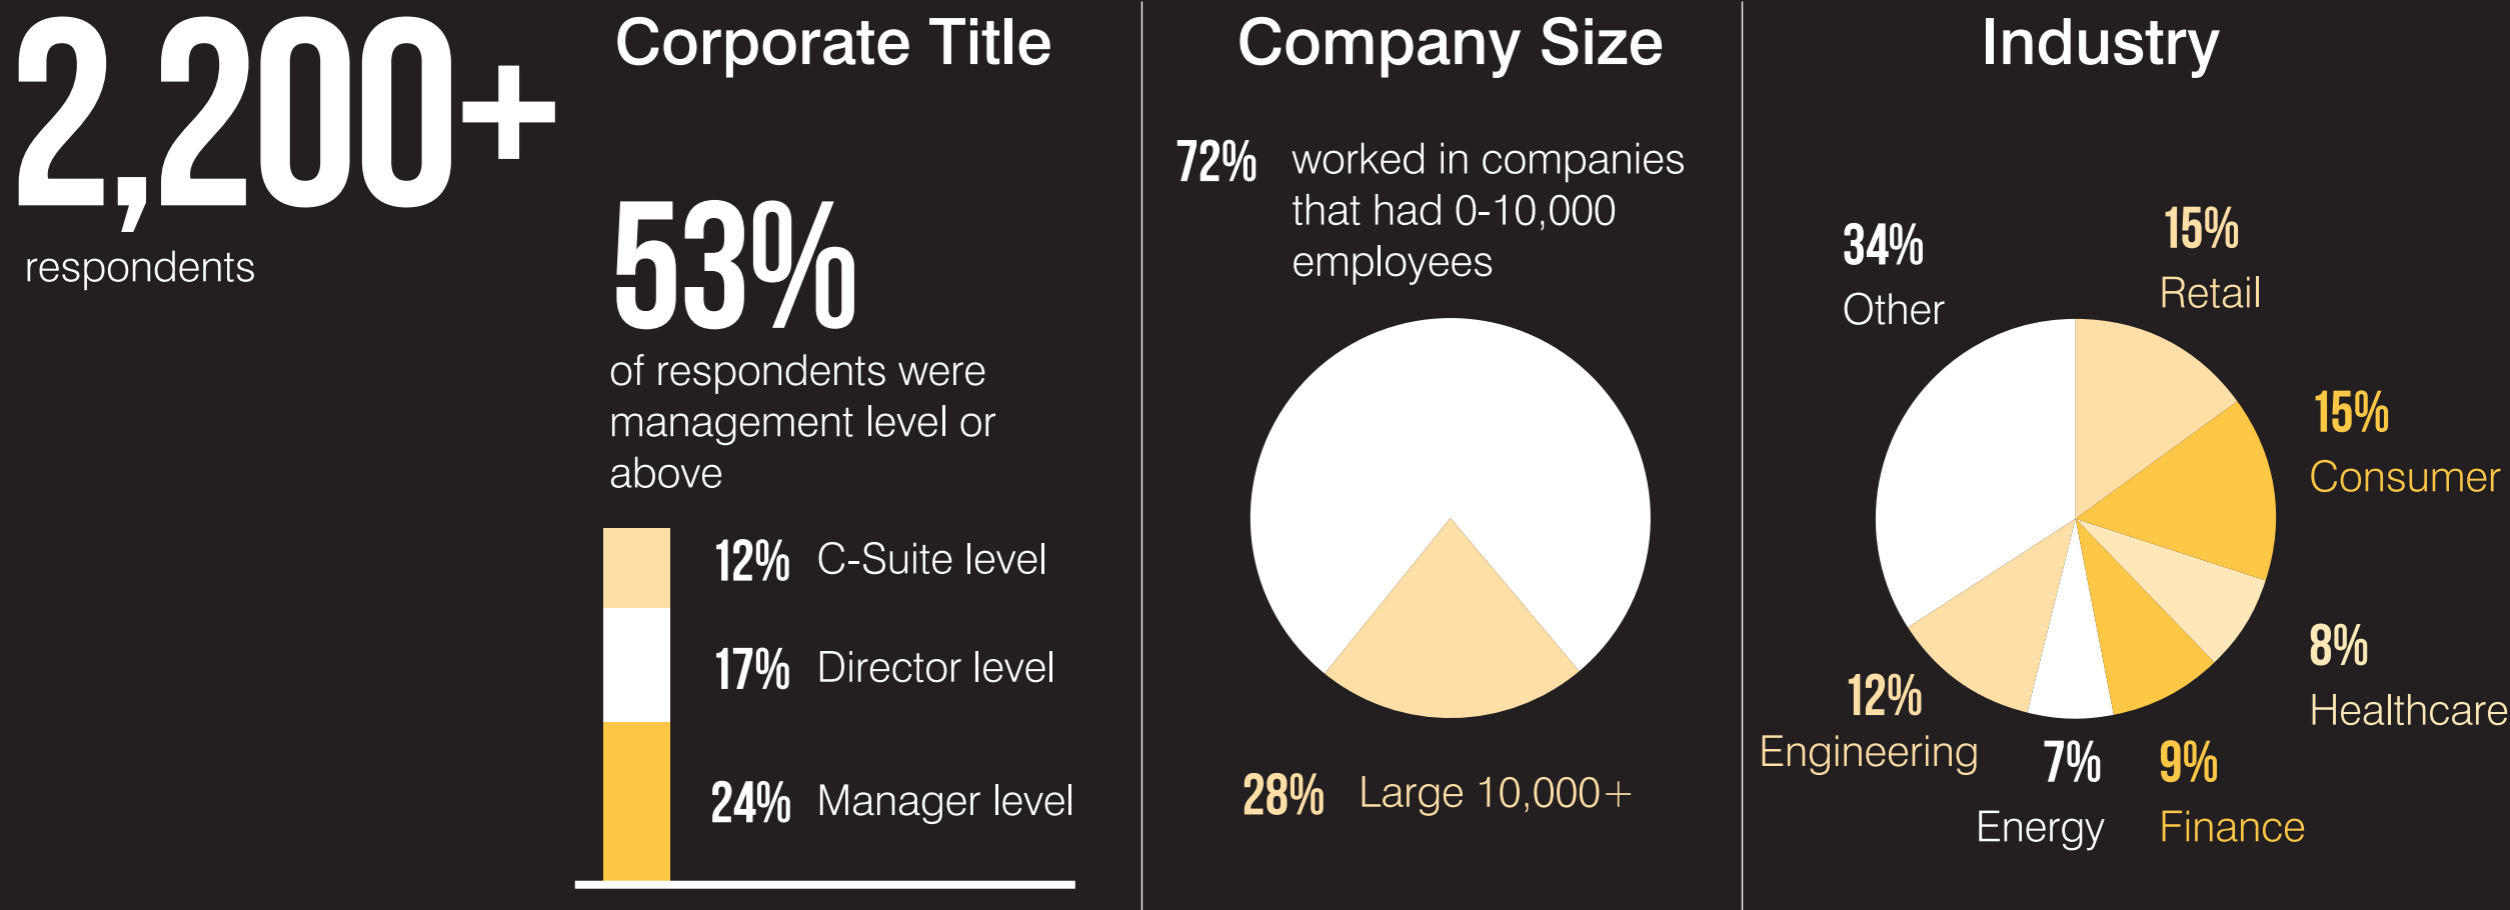 2,200+
respondents
Corporate Title
53%
of respondents were
management level or
above
12% C-Suite level
17% Director level
24% Manager level
Company Size
72% worked in companies
that had 0-10,000
employees
28% Large 10,000+
Industry
34%
Other
15%
Retail
15%
Consumer
8%
Healthcare
9%
Finance
7%
Energy
12%
Engineering